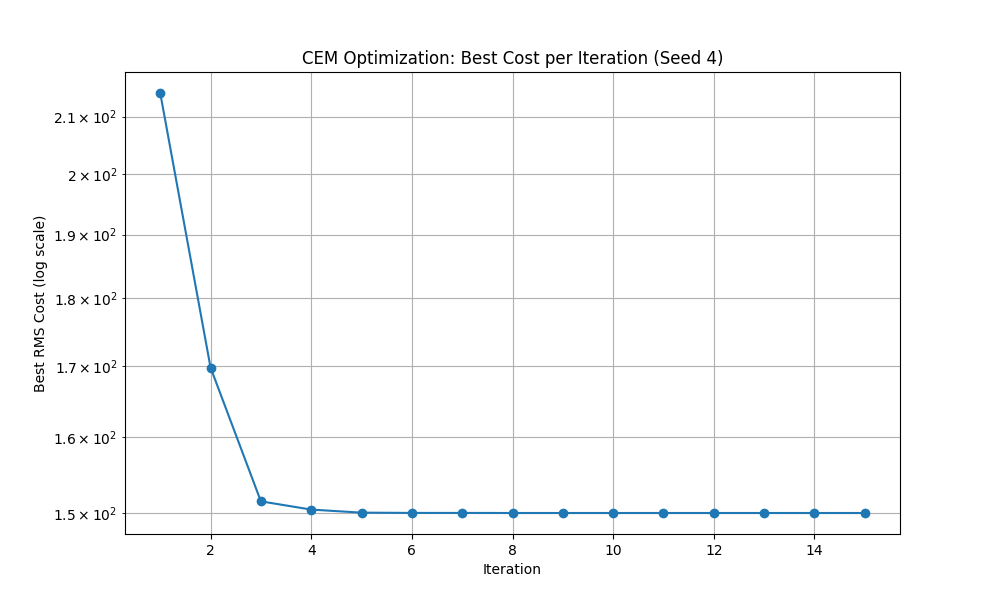 CEM Optimization: Best Cost per Iteration (Seed 4)
Best RMS Cost (log scale)
2.1 × 10²
2 × 10²
1.9 × 10²
1.8 × 10²
1.7 × 10²
1.6 × 10²
1.5 × 10²
2 4 6 8 10 12 14
Iteration